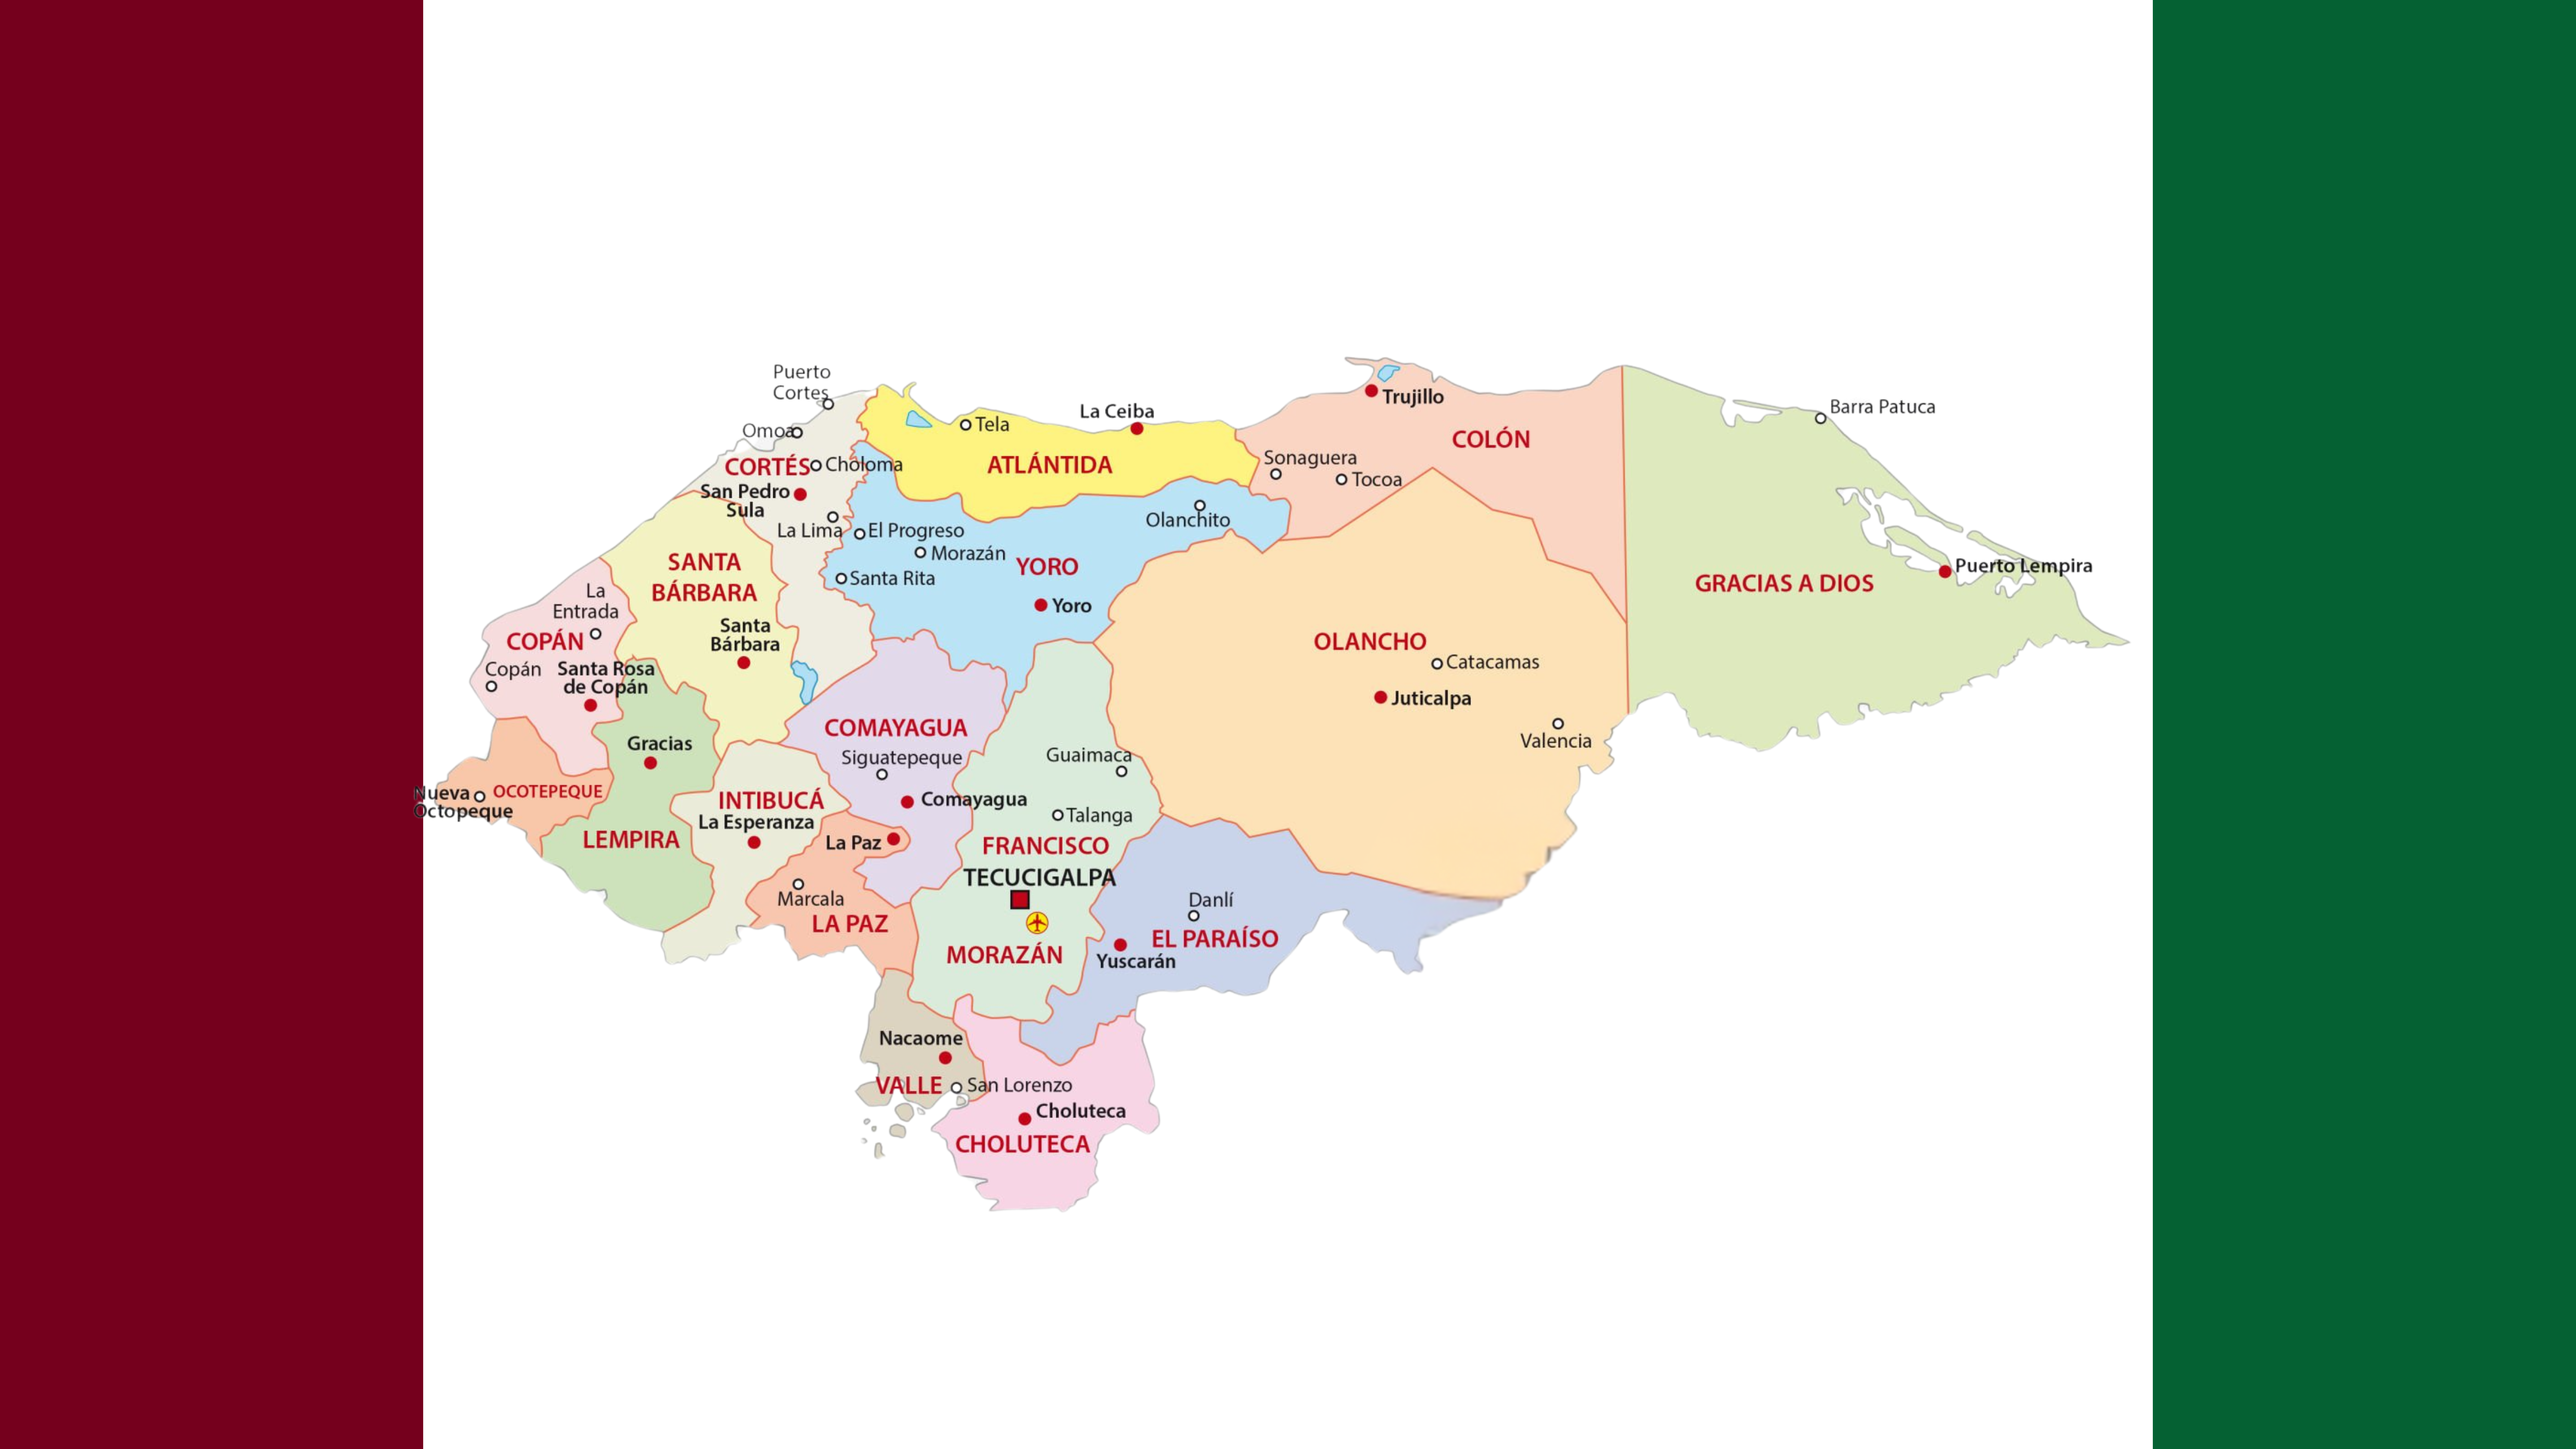 Puerto
Cortes
Trujillo
Barra Patuca
La Ceiba
Tela
Omoa
COLÓN
Sonaguera
CORTÉS
Choloma
ATLÁNTIDA
Tocoa
San Pedro
Sula
Olanchito
La Lima
El Progreso
Morazán
SANTA
BÁRBARA
YORO
Puerto Lempira
Santa Rita
GRACIAS A DIOS
La
Entrada
Yoro
Santa
Bárbara
COPÁN
OLANCHO
Catacamas
Copán
Santa Rosa
de Copán
Juticalpa
COMAYAGUA
Gracias
Valencia
Siguatepeque
Guaimaca
Nueva
Octopeque
OCOTEPEQUE
INTIBUCÁ
Comayagua
La Esperanza
Talanga
LEMPIRA
La Paz
FRANCISCO
TECUCIGALPA
Marcala
Danlí
LA PAZ
EL PARAÍSO
MORAZÁN
Yuscarán
Nacaome
VALLE
San Lorenzo
Choluteca
CHOLUTECA